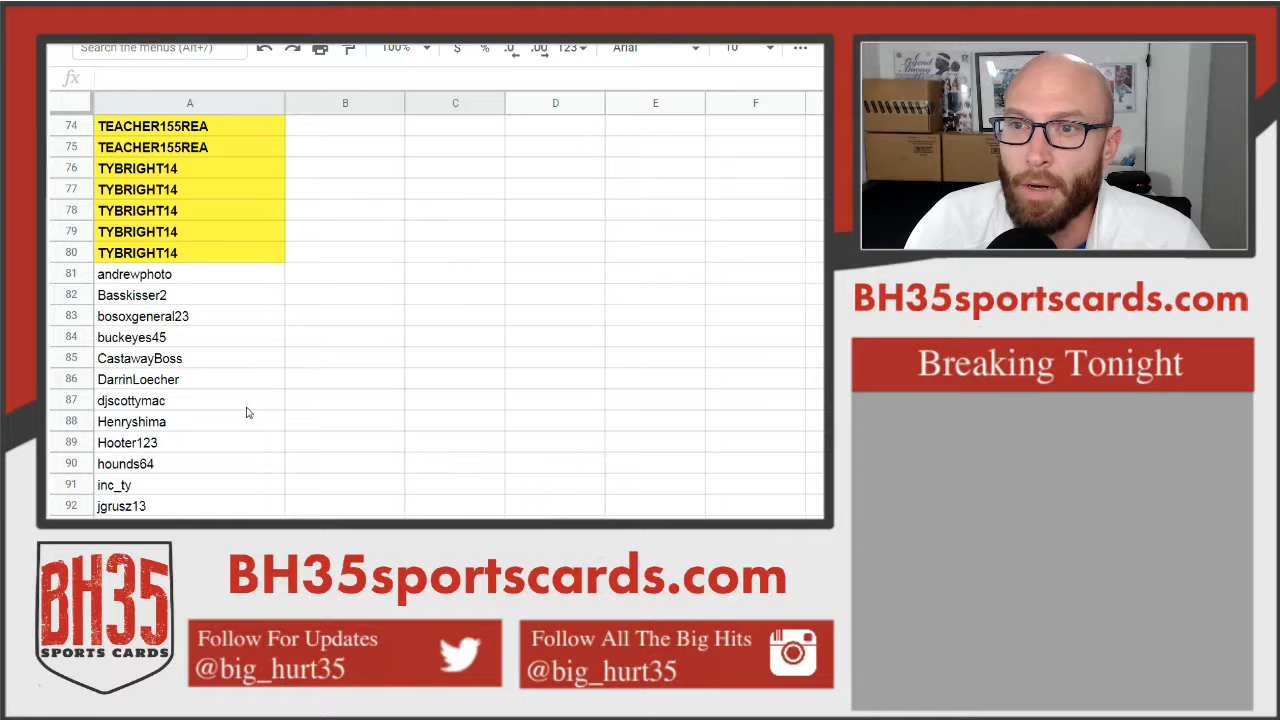 Search the menus (Alt+/)
100%
$ % .0 .00 123
Arial
10
fx
A B C D E F
74 TEACHER155REA
75 TEACHER155REA
76 TYBRIGHT14
77 TYBRIGHT14
78 TYBRIGHT14
79 TYBRIGHT14
80 TYBRIGHT14
81 andrewphoto
82 Basskisser2
83 bosoxgeneral23
84 buckeyes45
85 CastawayBoss
86 DarrinLoecher
87 djscottymac
88 Henryshima
89 Hooter123
90 hounds64
91 inc_ty
92 jgrusz13
Legend
Among
BH35sportscards.com
Breaking Tonight
BH35
SPORTS CARDS
BH35sportscards.com
Follow For Updates
@big_hurt35
Follow All The Big Hits
@big_hurt35